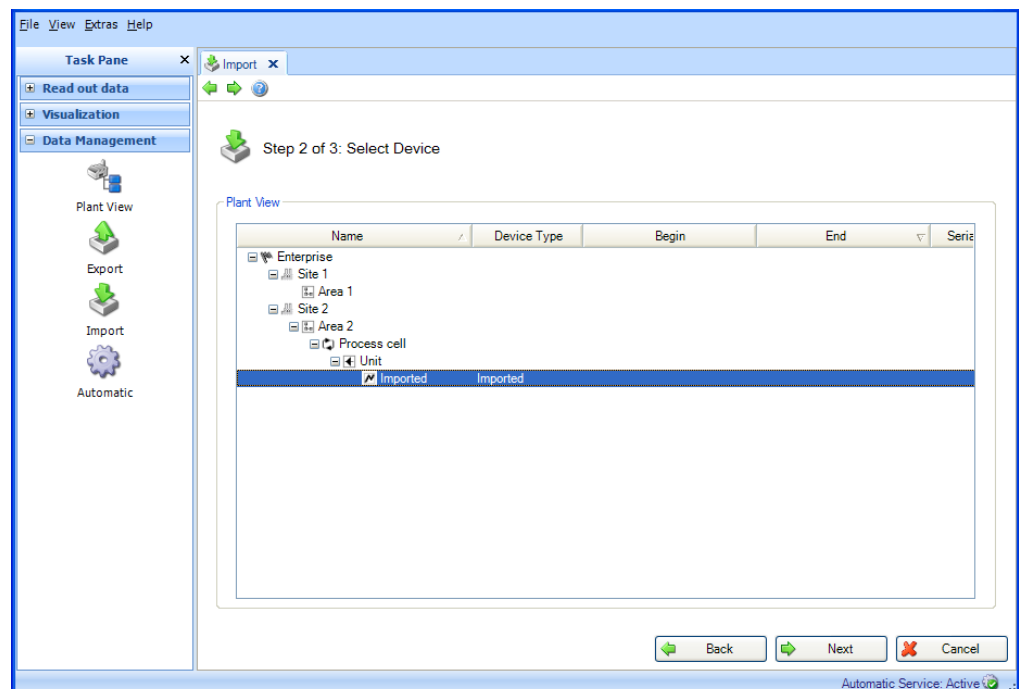 File View Extras Help
Task Pane
Import
Read out data
Visualization
Data Management
Step 2 of 3: Select Device
Plant View
Plant View
Name Device Type Begin End Seria
Export
Enterprise
Site 1
Area 1
Site 2
Import
Area 2
Process cell
Unit
Imported Imported
Automatic
Back Next Cancel
Automatic Service: Active